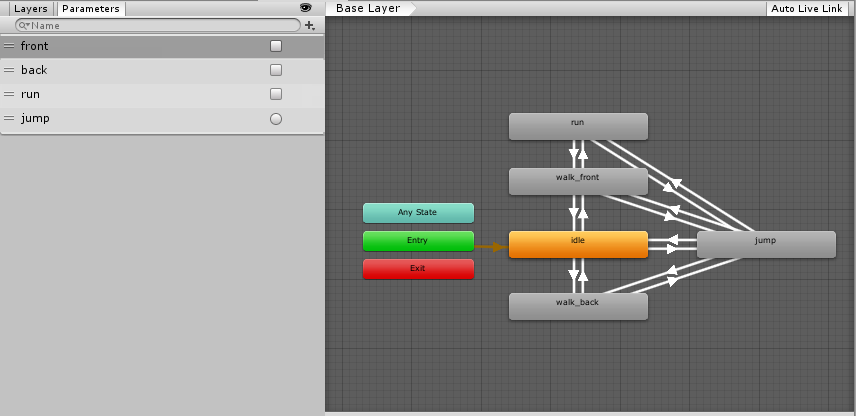 Layers Parameters
Name
front
back
run
jump
Base Layer
Auto Live Link
run
walk_front
Any State
Entry
idle
jump
Exit
walk_back